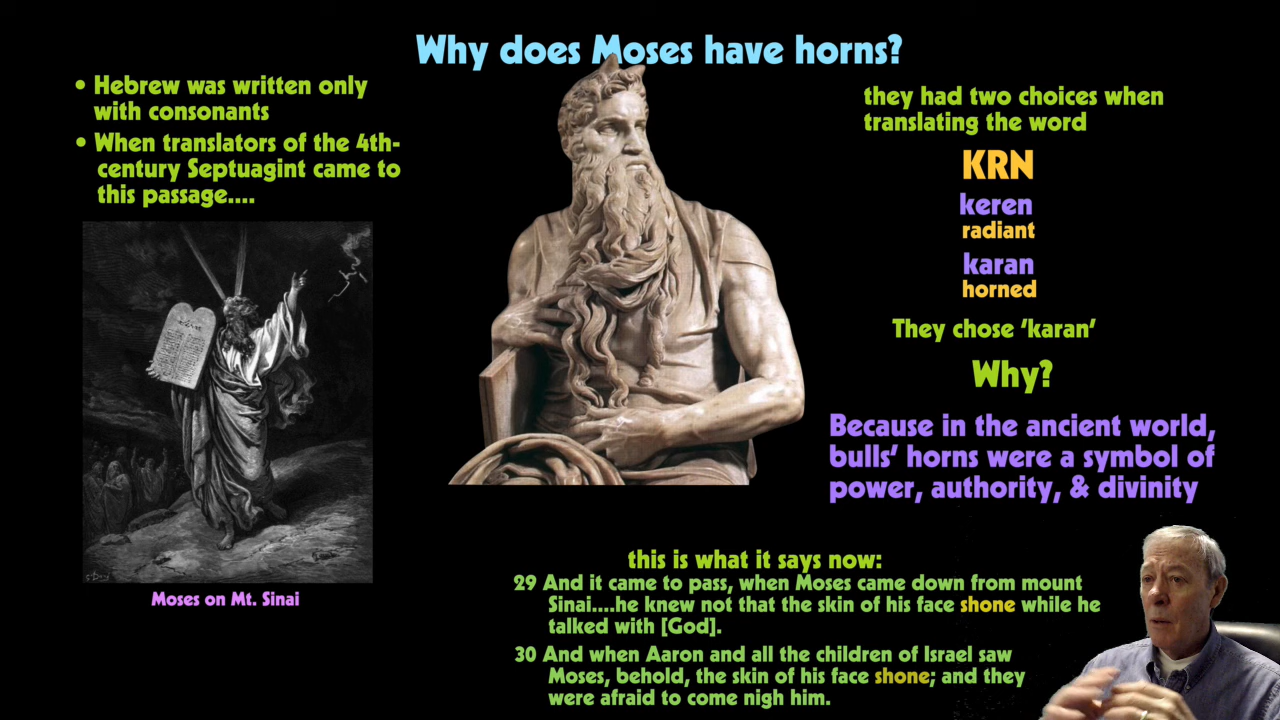 Why does Moses have horns?
• Hebrew was written only
with consonants
• When translators of the 4th-
century Septuagint came to
this passage....
Moses on Mt. Sinai
they had two choices when
translating the word
KRN
keren
radiant
karan
horned
They chose 'karan'
Why?
Because in the ancient world,
bulls' horns were a symbol of
power, authority, & divinity
this is what it says now:
29 And it came to pass, when Moses came down from mount
Sinai....he knew not that the skin of his face shone while he
talked with [God].
30 And when Aaron and all the children of Israel saw
Moses, behold, the skin of his face shone; and they
were afraid to come nigh him.